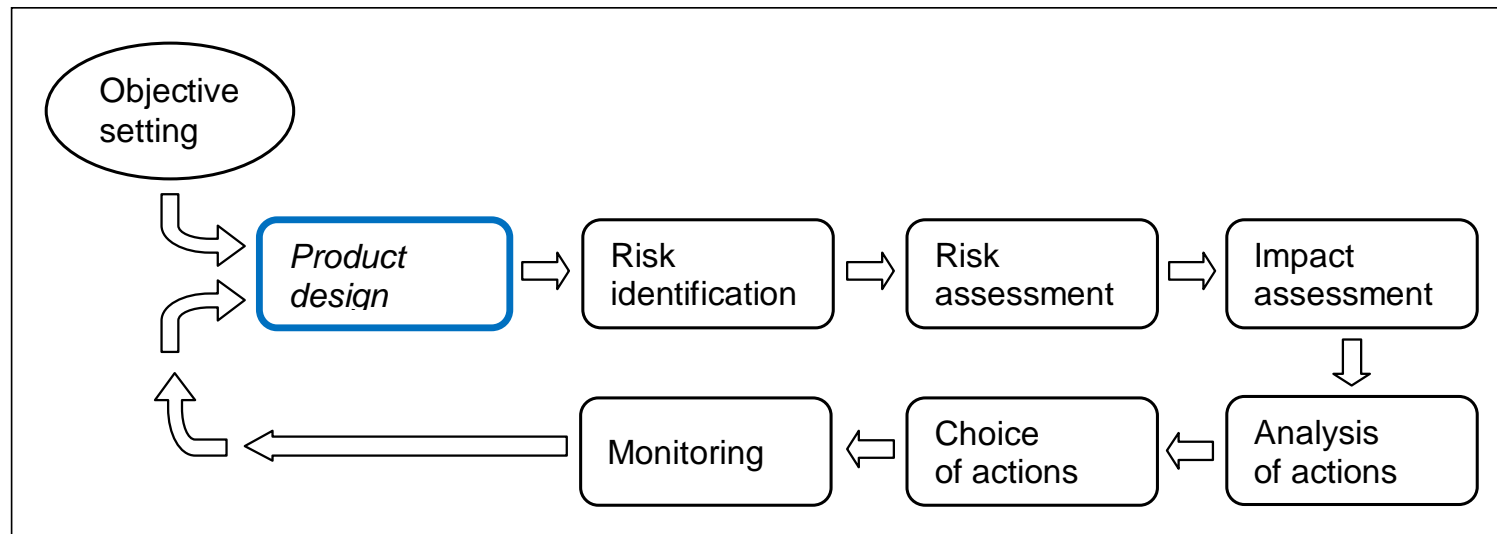 Objective
setting
Product
design
Risk
identification
Risk
assessment
Impact
assessment
Analysis
of actions
Choice
of actions
Monitoring